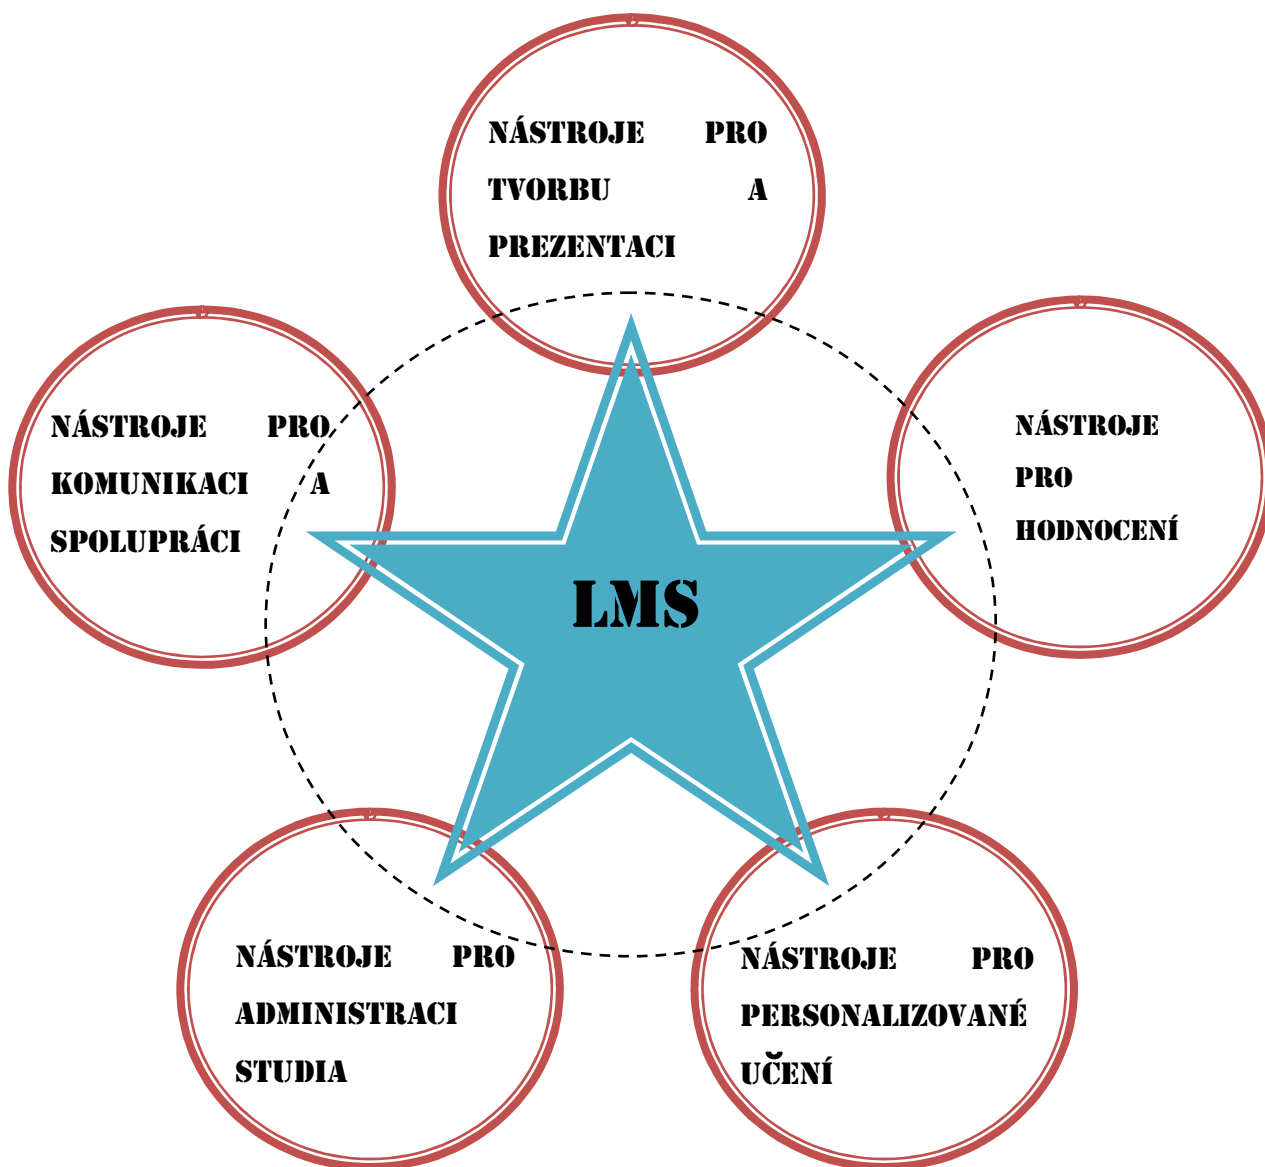 NÁSTROJE PRO
TVORBU A
PREZENTACI
NÁSTROJE PRO
KOMUNIKACI A
SPOLUPRÁCI
NÁSTROJE
PRO
HODNOCENÍ
LMS
NÁSTROJE PRO
ADMINISTRACI
STUDIA
NÁSTROJE PRO
PERSONALIZOVANÉ
UČENÍ